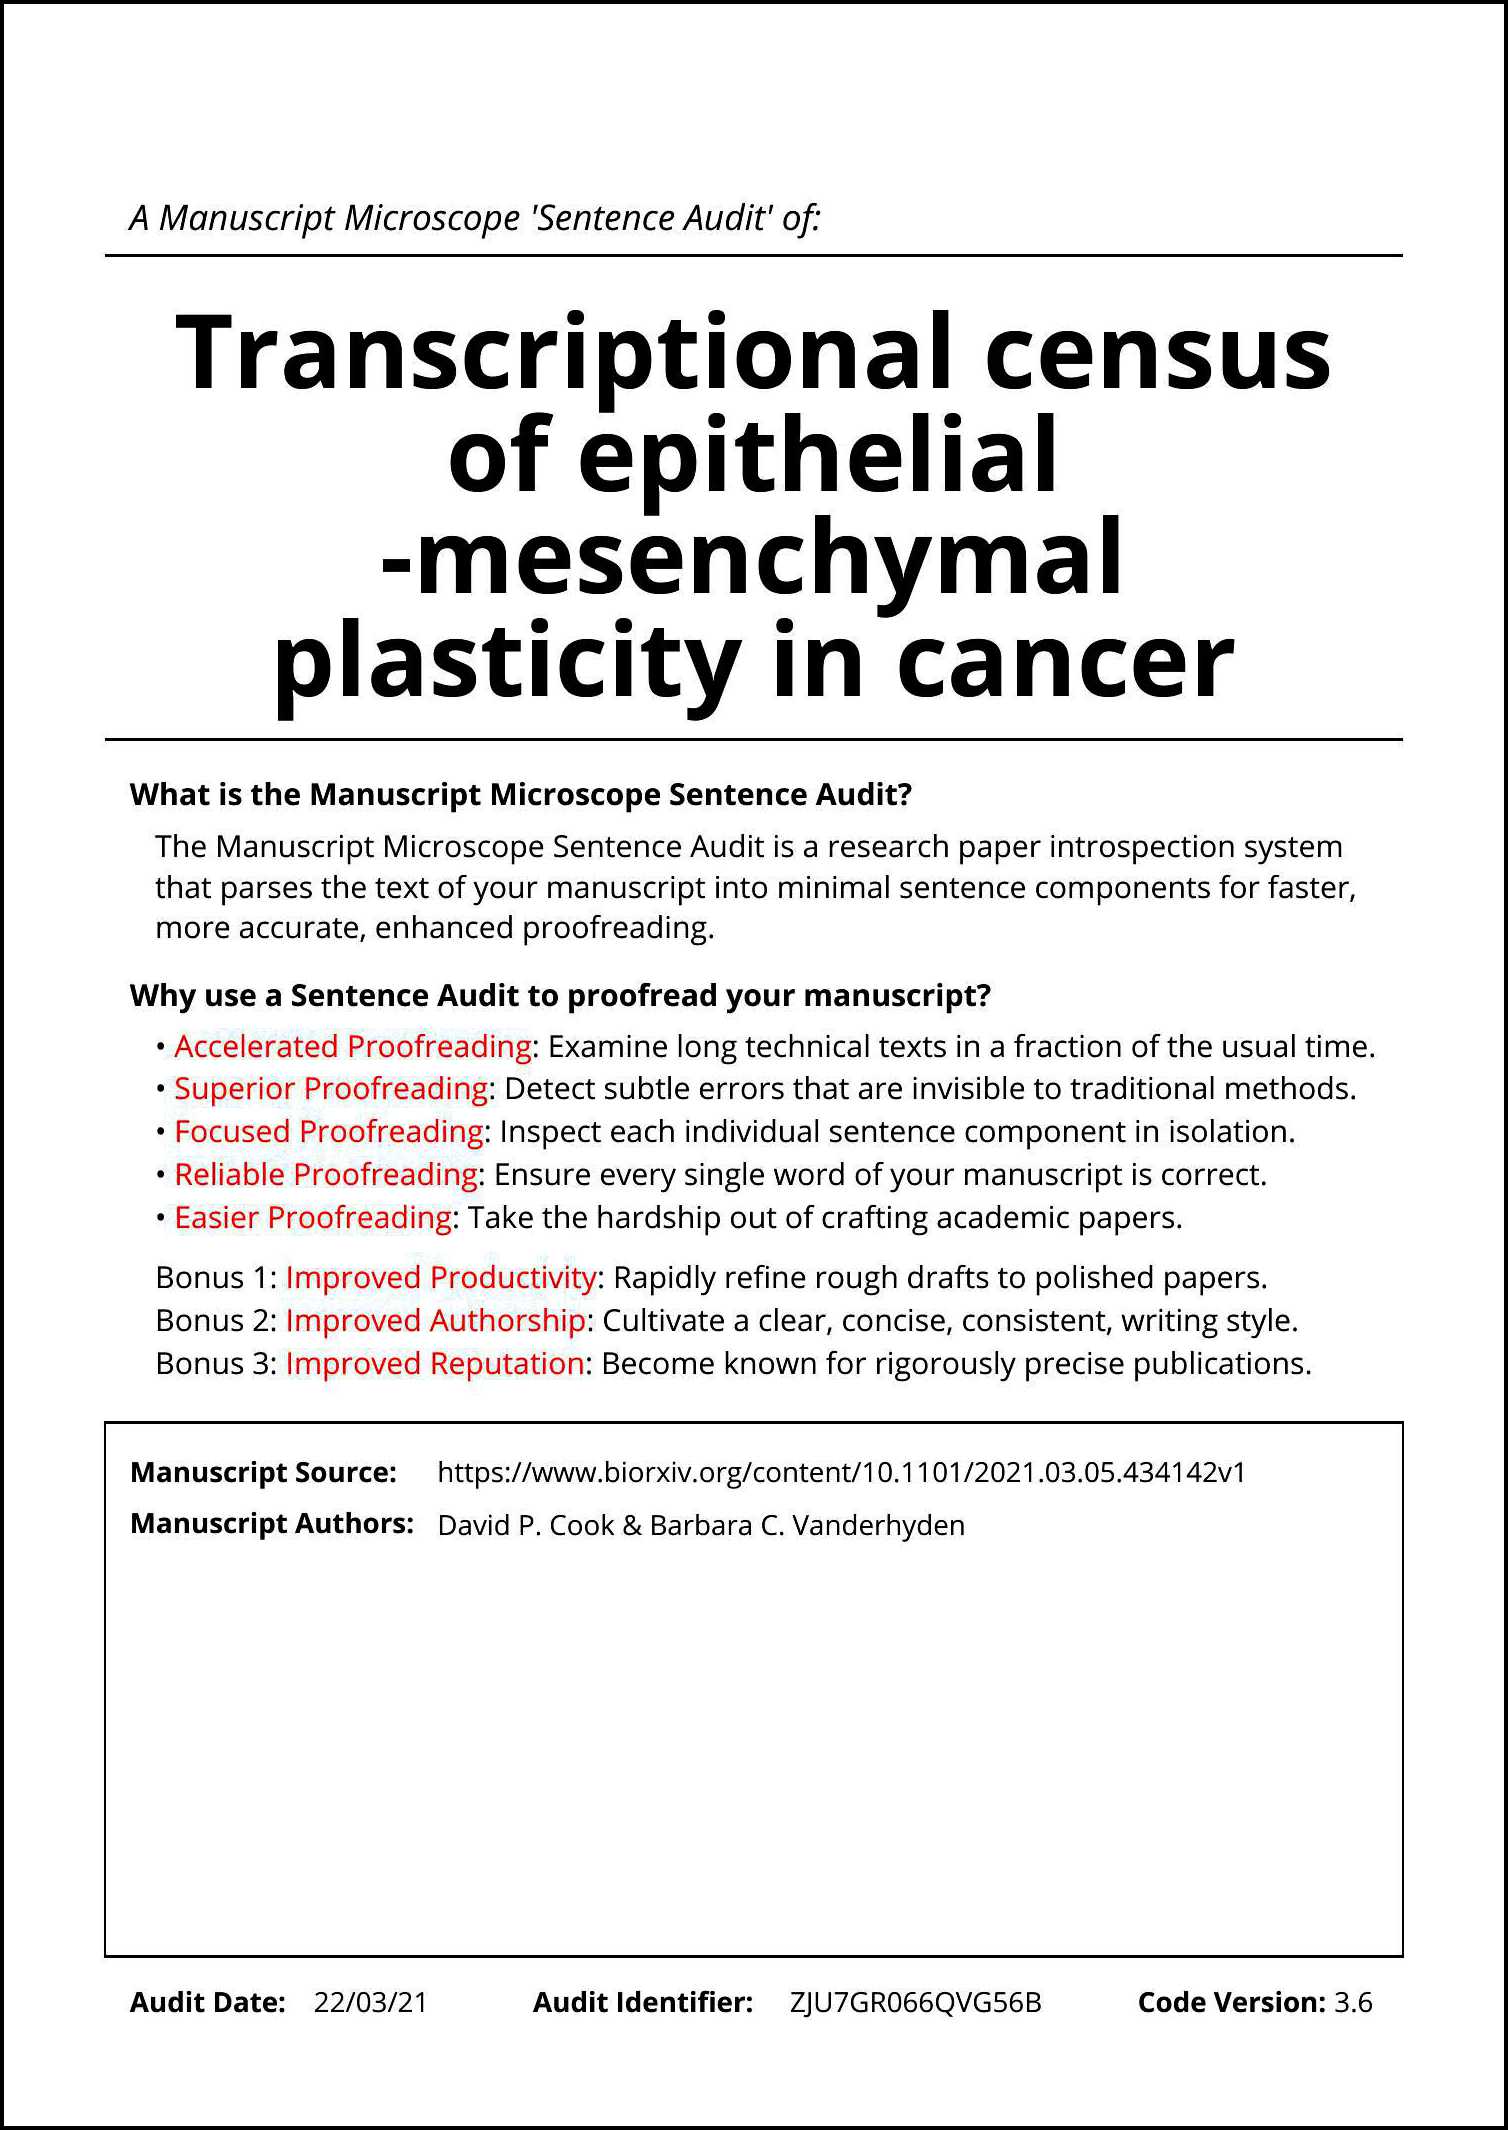 A Manuscript Microscope 'Sentence Audit' of:
Transcriptional census
of epithelial
-mesenchymal
plasticity in cancer
What is the Manuscript Microscope Sentence Audit?
The Manuscript Microscope Sentence Audit is a research paper introspection system
that parses the text of your manuscript into minimal sentence components for faster,
more accurate, enhanced proofreading.
Why use a Sentence Audit to proofread your manuscript?
• Accelerated Proofreading: Examine long technical texts in a fraction of the usual time.
• Superior Proofreading: Detect subtle errors that are invisible to traditional methods.
• Focused Proofreading: Inspect each individual sentence component in isolation.
• Reliable Proofreading: Ensure every single word of your manuscript is correct.
• Easier Proofreading: Take the hardship out of crafting academic papers.
Bonus 1: Improved Productivity: Rapidly refine rough drafts to polished papers.
Bonus 2: Improved Authorship: Cultivate a clear, concise, consistent, writing style.
Bonus 3: Improved Reputation: Become known for rigorously precise publications.
Manuscript Source: https://www.biorxiv.org/content/10.1101/2021.03.05.434142v1
Manuscript Authors: David P. Cook & Barbara C. Vanderhyden
Audit Date: 22/03/21 Audit Identifier: ZJU7GR066QVG56B Code Version: 3.6